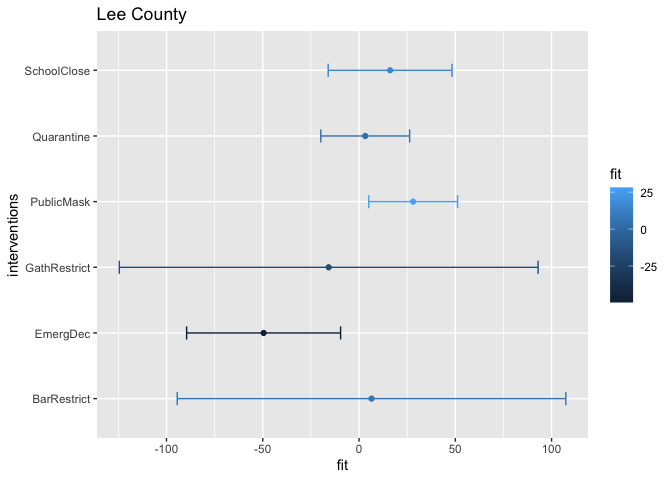 Lee County
SchoolClose
Quarantine
PublicMask
GathRestrict
EmergDec
BarRestrict
interventions
-100
-50
0
50
100
fit
fit
25
0
-25